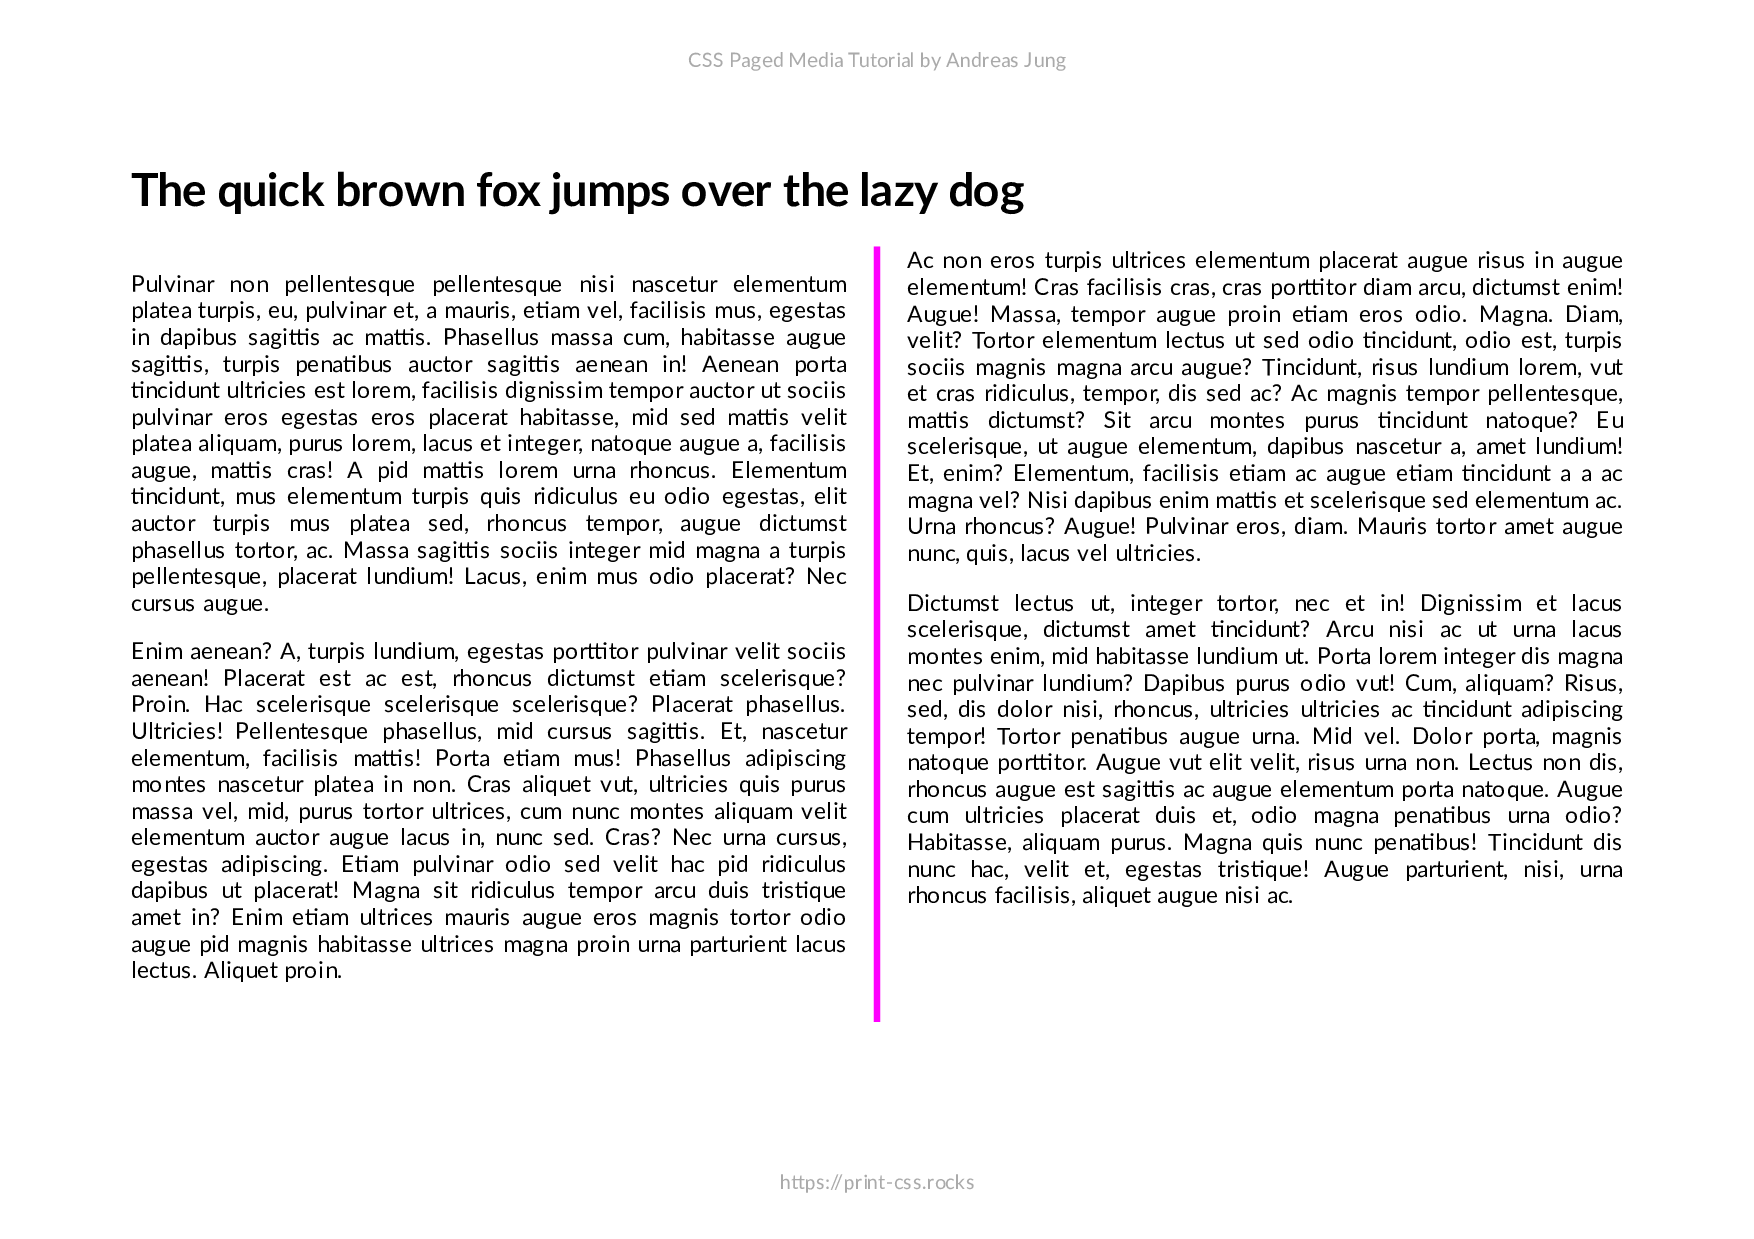 CSS Paged Media Tutorial by Andreas Jung
The quick brown fox jumps over the lazy dog
Pulvinar non pellentesque pellentesque nisi nascetur elementum
platea turpis, eu, pulvinar et, a mauris, etiam vel, facilisis mus, egestas
in dapibus sagittis ac mattis. Phasellus massa cum, habitasse augue
sagittis, turpis penatibus auctor sagittis aenean in! Aenean porta
tincidunt ultricies est lorem, facilisis dignissim tempor auctor ut sociis
pulvinar eros egestas eros placerat habitasse, mid sed mattis velit
platea aliquam, purus lorem, lacus et integer, natoque augue a, facilisis
augue, mattis cras! A pid mattis lorem urna rhoncus. Elementum
tincidunt, mus elementum turpis quis ridiculus eu odio egestas, elit
auctor turpis mus platea sed, rhoncus tempor, augue dictumst
phasellus tortor, ac. Massa sagittis sociis integer mid magna a turpis
pellentesque, placerat lundium! Lacus, enim mus odio placerat? Nec
cursus augue.
Enim aenean? A, turpis lundium, egestas porttitor pulvinar velit sociis
aenean! Placerat est ac est, rhoncus dictumst etiam scelerisque?
Proin. Hac scelerisque scelerisque scelerisque? Placerat phasellus.
Ultricies! Pellentesque phasellus, mid cursus sagittis. Et, nascetur
elementum, facilisis mattis! Porta etiam mus! Phasellus adipiscing
montes nascetur platea in non. Cras aliquet vut, ultricies quis purus
massa vel, mid, purus tortor ultrices, cum nunc montes aliquam velit
elementum auctor augue lacus in, nunc sed. Cras? Nec urna cursus,
egestas adipiscing. Etiam pulvinar odio sed velit hac pid ridiculus
dapibus ut placerat! Magna sit ridiculus tempor arcu duis tristique
amet in? Enim etiam ultrices mauris augue eros magnis tortor odio
augue pid magnis habitasse ultrices magna proin urna parturient lacus
lectus. Aliquet proin.
Ac non eros turpis ultrices elementum placerat augue risus in augue
elementum! Cras facilisis cras, cras porttitor diam arcu, dictumst enim!
Augue! Massa, tempor augue proin etiam eros odio. Magna. Diam,
velit? Tortor elementum lectus ut sed odio tincidunt, odio est, turpis
sociis magnis magna arcu augue? Tincidunt, risus lundium lorem, vut
et cras ridiculus, tempor, dis sed ac? Ac magnis tempor pellentesque,
mattis dictumst? Sit arcu montes purus tincidunt natoque? Eu
scelerisque, ut augue elementum, dapibus nascetur a, amet lundium!
Et, enim? Elementum, facilisis etiam ac augue etiam tincidunt a a ac
magna vel? Nisi dapibus enim mattis et scelerisque sed elementum ac.
Urna rhoncus? Augue! Pulvinar eros, diam. Mauris tortor amet augue
nunc, quis, lacus vel ultricies.
Dictumst lectus ut, integer tortor, nec et in! Dignissim et lacus
scelerisque, dictumst amet tincidunt? Arcu nisi ac ut urna lacus
montes enim, mid habitasse lundium ut. Porta lorem integer dis magna
nec pulvinar lundium? Dapibus purus odio vut! Cum, aliquam? Risus,
sed, dis dolor nisi, rhoncus, ultricies ultricies ac tincidunt adipiscing
tempor! Tortor penatibus augue urna. Mid vel. Dolor porta, magnis
natoque porttitor. Augue vut elit velit, risus urna non. Lectus non dis,
rhoncus augue est sagittis ac augue elementum porta natoque. Augue
cum ultricies placerat duis et, odio magna penatibus urna odio?
Habitasse, aliquam purus. Magna quis nunc penatibus! Tincidunt dis
nunc hac, velit et, egestas tristique! Augue parturient, nisi, urna
rhoncus facilisis, aliquet augue nisi ac.
https://print-css.rocks